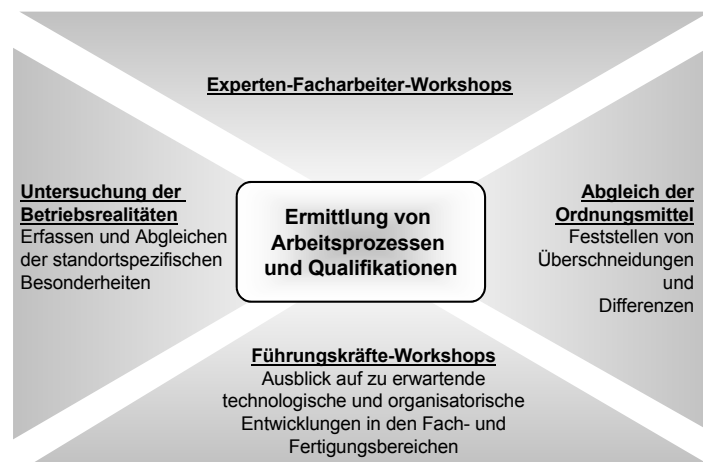 Experten-Facharbeiter-Workshops
Untersuchung der
Betriebsrealitäten
Erfassen und Abgleichen
der standortspezifischen
Besonderheiten
Ermittlung von
Arbeitsprozessen
und Qualifikationen
Abgleich der
Ordnungsmittel
Feststellen von
Überschneidungen
und
Differenzen
Führungskräfte-Workshops
Ausblick auf zu erwartende
technologische und organisatorische
Entwicklungen in den Fach- und
Fertigungsbereichen